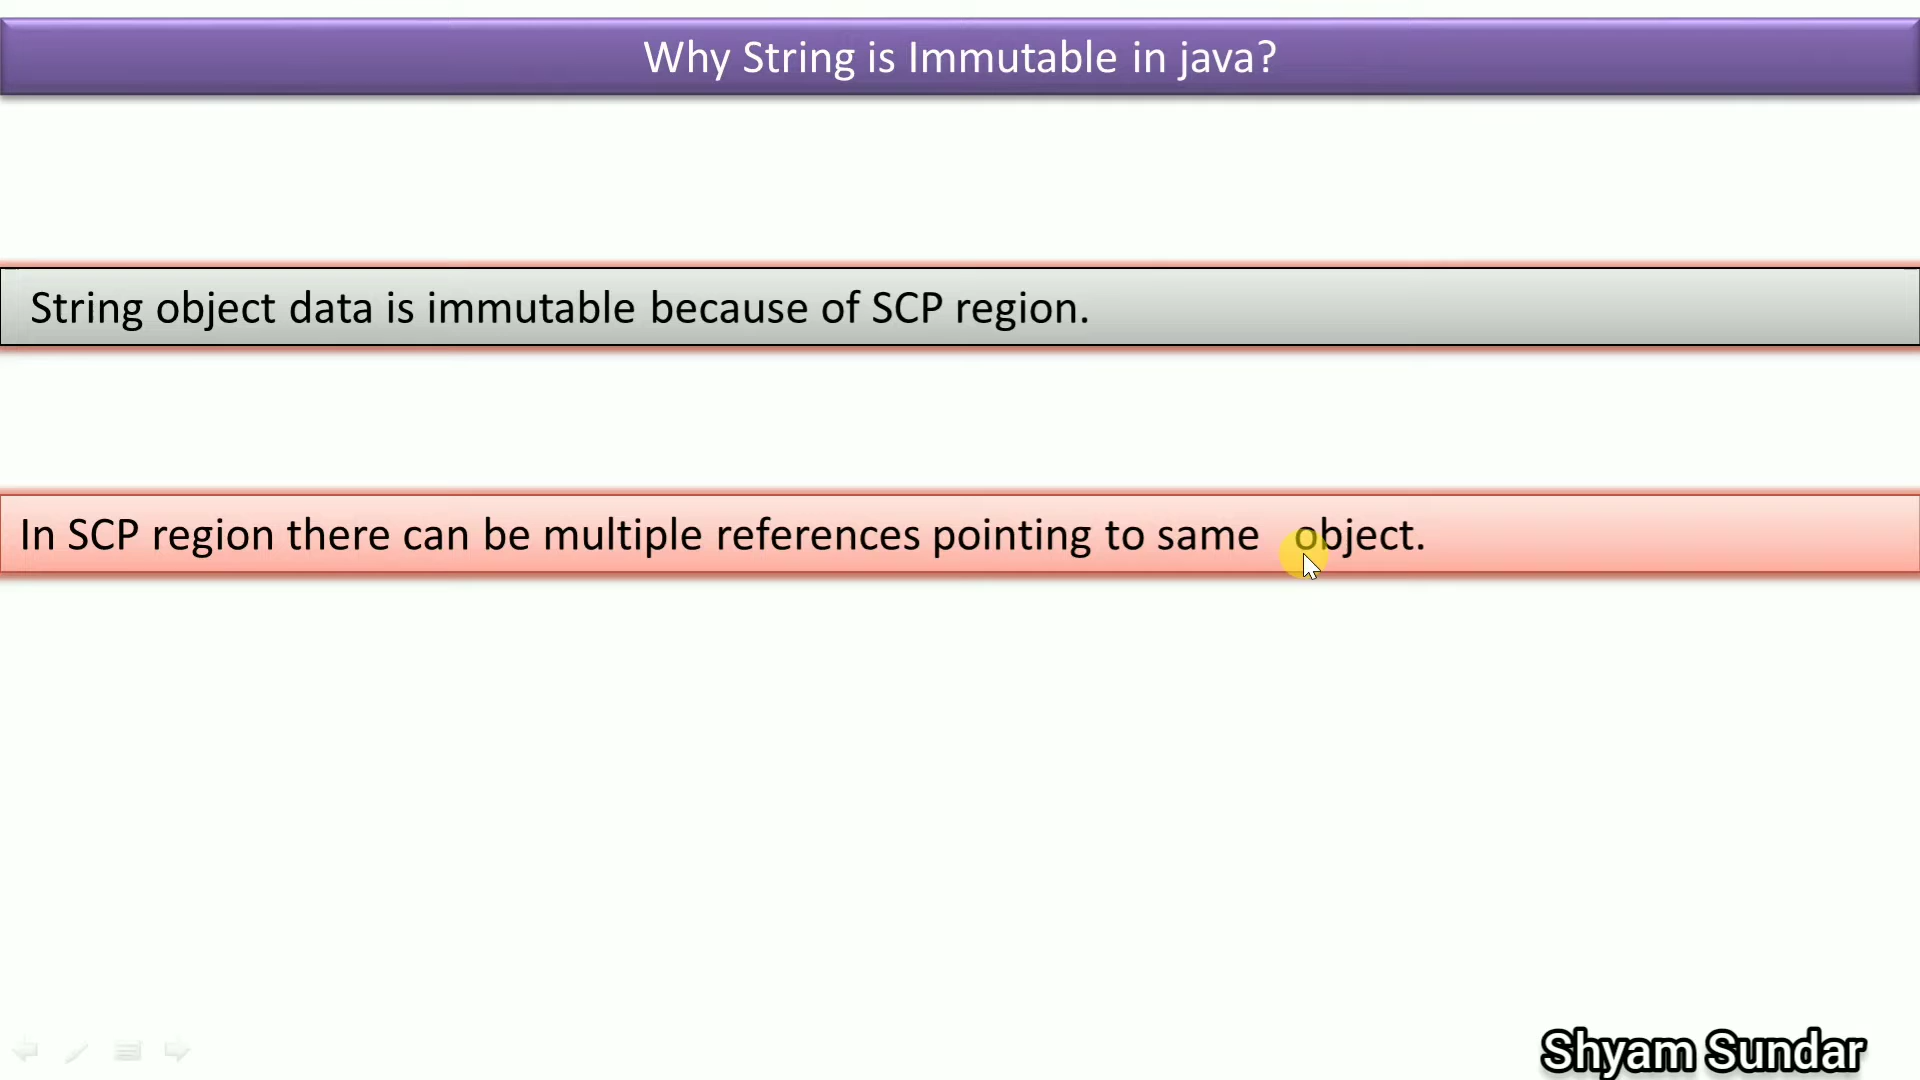 Why String is Immutable in java?
String object data is immutable because of SCP region.
In SCP region there can be multiple references pointing to same object.
Shyam Sundar